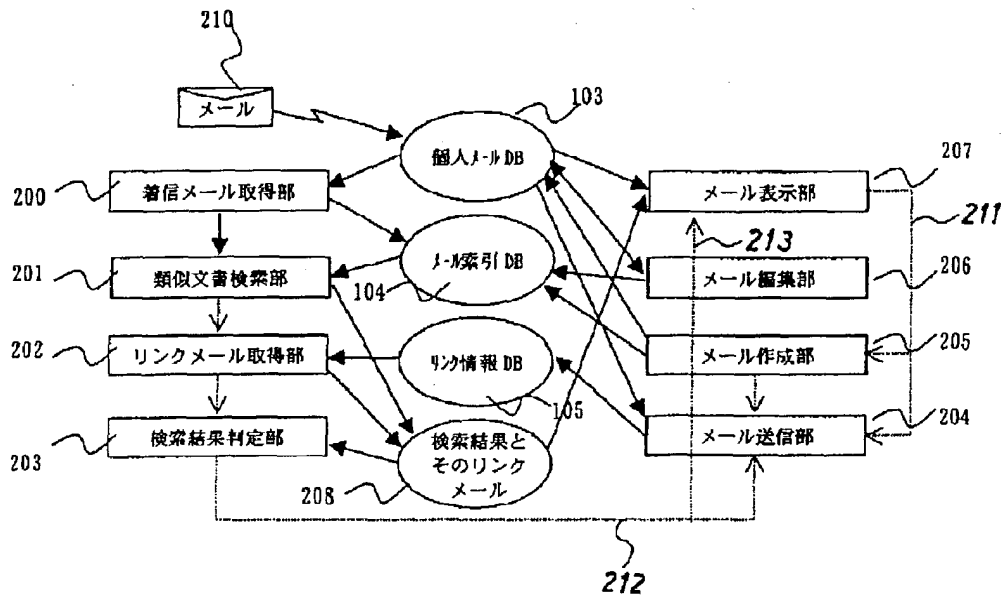 210
メール
103
個人メールDB
207
メール表示部
200
着信メール取得部
211
213
メール索引DB
201
類似文書検索部
104
メール編集部
206
202
リンクメール取得部
リンク情報DB
メール作成部
205
105
203
検索結果判定部
検索結果と
そのリンク
メール
208
メール送信部
204
212